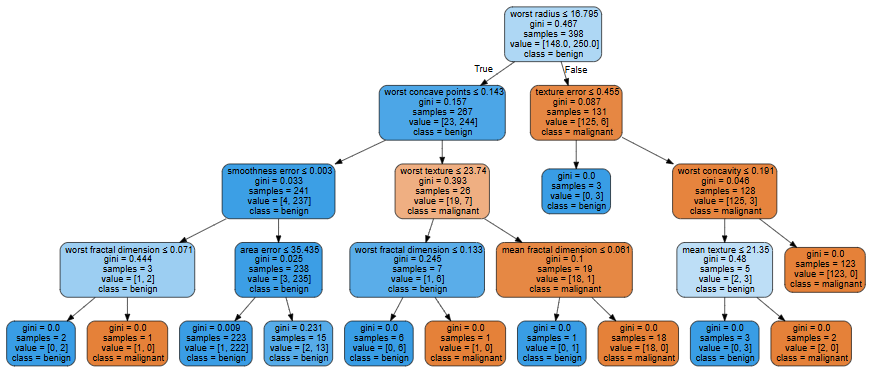 worst radius ≤ 16.795
gini = 0.467
samples = 398
value = [148.0, 250.0]
class = benign
True
False
worst concave points ≤ 0.143
gini = 0.157
samples = 267
value = [23, 244]
class = benign
texture error ≤ 0.455
gini = 0.087
samples = 131
value = [125, 6]
class = malignant
smoothness error ≤ 0.003
gini = 0.033
samples = 241
value = [4, 237]
class = benign
worst texture ≤ 23.74
gini = 0.393
samples = 26
value = [19, 7]
class = malignant
gini = 0.0
samples = 3
value = [0, 3]
class = benign
worst concavity ≤ 0.191
gini = 0.046
samples = 128
value = [125, 3]
class = malignant
worst fractal dimension ≤ 0.071
gini = 0.444
samples = 3
value = [1, 2]
class = benign
area error ≤ 35.435
gini = 0.025
samples = 238
value = [3, 235]
class = benign
worst fractal dimension ≤ 0.133
gini = 0.245
samples = 7
value = [1, 6]
class = benign
mean fractal dimension ≤ 0.061
gini = 0.1
samples = 19
value = [18, 1]
class = malignant
mean texture ≤ 21.35
gini = 0.48
samples = 5
value = [2, 3]
class = benign
gini = 0.0
samples = 123
value = [123, 0]
class = malignant
gini = 0.0
samples = 2
value = [0, 2]
class = benign
gini = 0.0
samples = 1
value = [1, 0]
class = malignant
gini = 0.009
samples = 223
value = [1, 222]
class = benign
gini = 0.231
samples = 15
value = [2, 13]
class = benign
gini = 0.0
samples = 6
value = [0, 6]
class = benign
gini = 0.0
samples = 1
value = [1, 0]
class = malignant
gini = 0.0
samples = 1
value = [0, 1]
class = benign
gini = 0.0
samples = 18
value = [18, 0]
class = malignant
gini = 0.0
samples = 3
value = [0, 3]
class = benign
gini = 0.0
samples = 2
value = [2, 0]
class = malignant